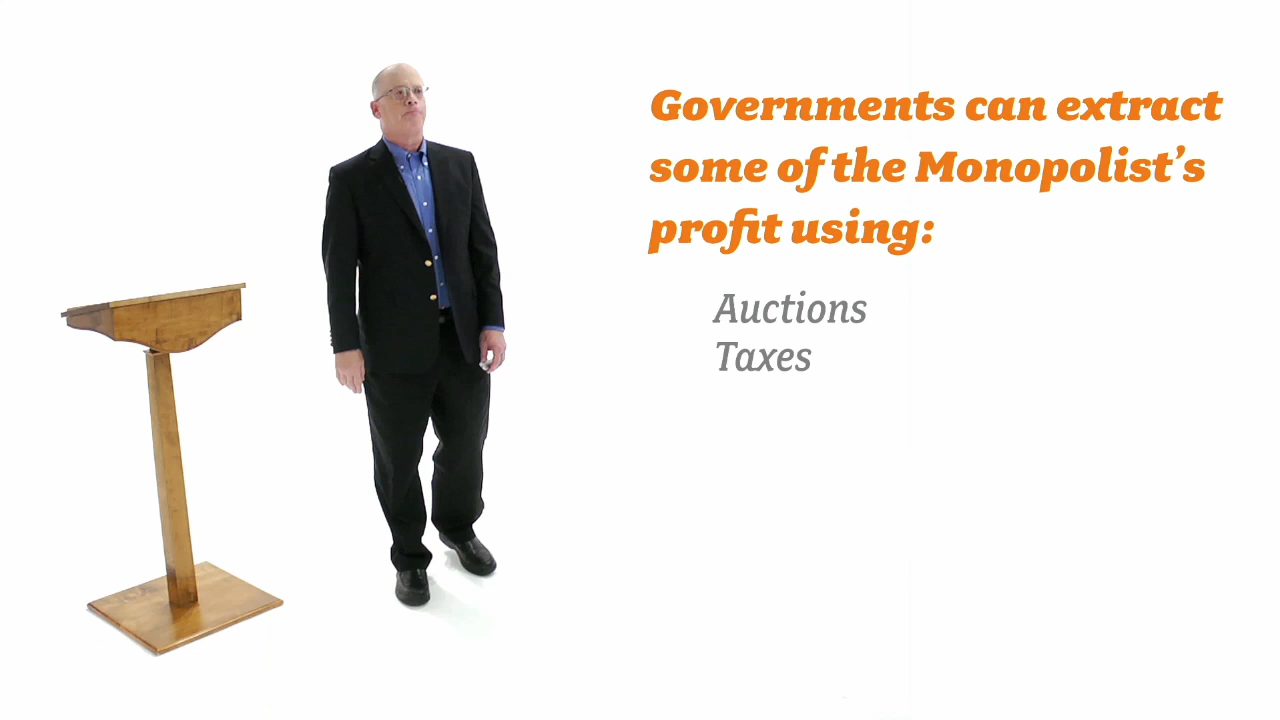 Governments can extract
some of the Monopolist's
profit using:
Auctions
Taxes